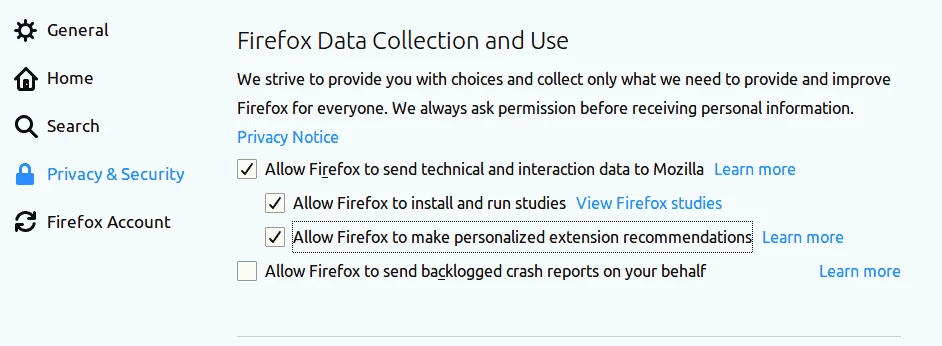 General
Home
Search
Privacy & Security
Firefox Account
Firefox Data Collection and Use
We strive to provide you with choices and collect only what we need to provide and improve
Firefox for everyone. We always ask permission before receiving personal information.
Privacy Notice
Allow Firefox to send technical and interaction data to Mozilla Learn more
Allow Firefox to install and run studies View Firefox studies
Allow Firefox to make personalized extension recommendations Learn more
Allow Firefox to send backlogged crash reports on your behalf Learn more